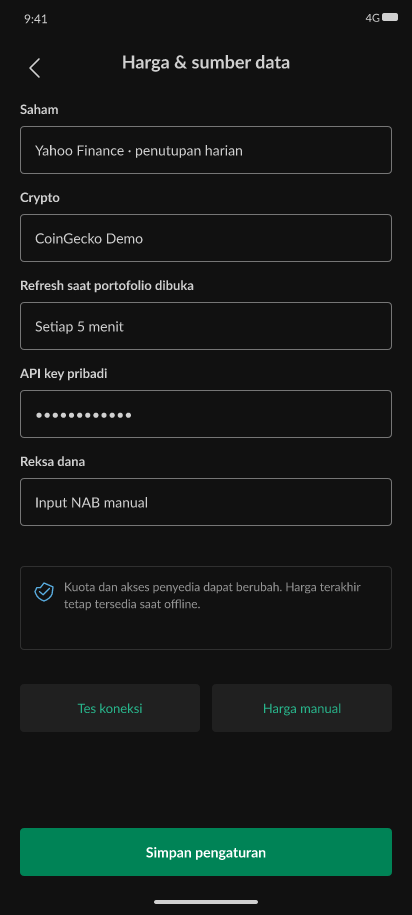 9:41
4G
Harga & sumber data
Saham
Yahoo Finance · penutupan harian
Crypto
CoinGecko Demo
Refresh saat portofolio dibuka
Setiap 5 menit
API key pribadi
••••••••••••
Reksa dana
Input NAB manual
Kuota dan akses penyedia dapat berubah. Harga terakhir
tetap tersedia saat offline.
Tes koneksi
Harga manual
Simpan pengaturan